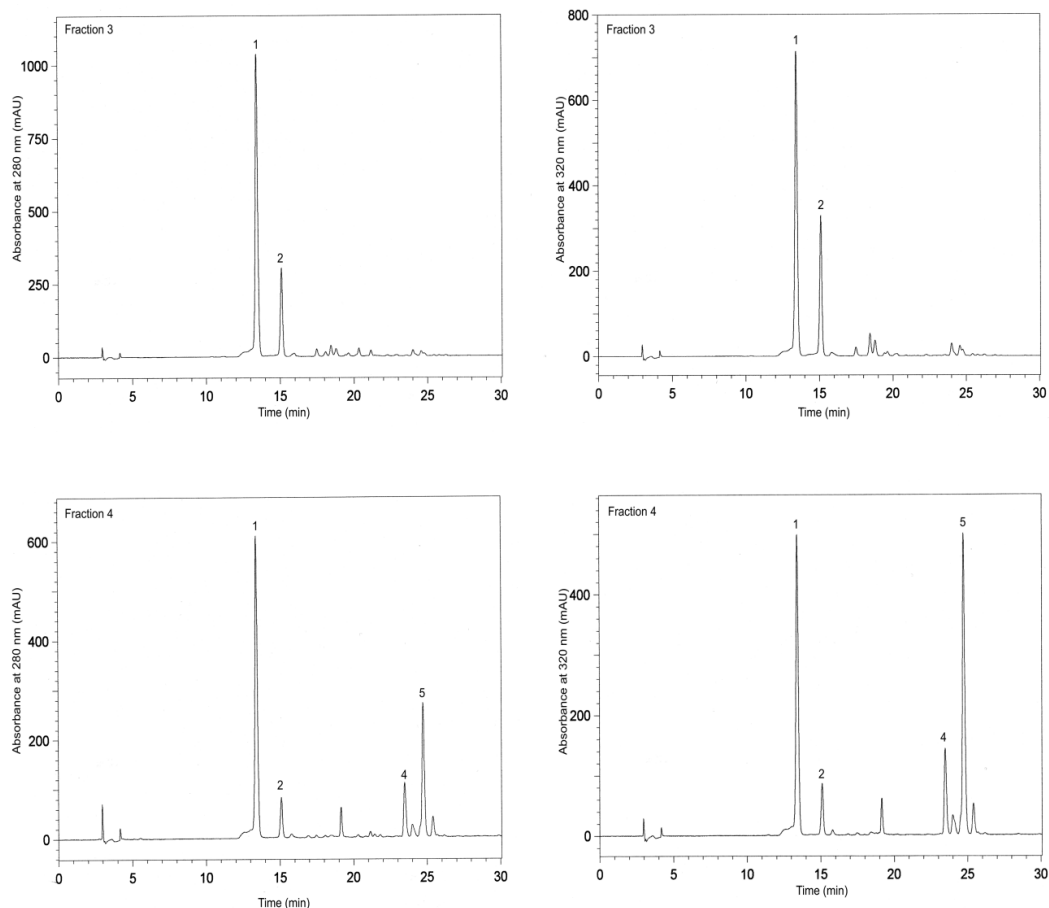 Fraction 3
1
2
Absorbance at 280 nm (mAU)
1000
750
500
250
0
0 5 10 15 20 25 30
Time (min)
Fraction 3
1
2
Absorbance at 320 nm (mAU)
800
600
400
200
0
0 5 10 15 20 25 30
Time (min)
Fraction 4
1
2
4
5
Absorbance at 280 nm (mAU)
600
400
200
0
0 5 10 15 20 25 30
Time (min)
Fraction 4
1
2
4
5
Absorbance at 320 nm (mAU)
400
200
0
0 5 10 15 20 25 30
Time (min)